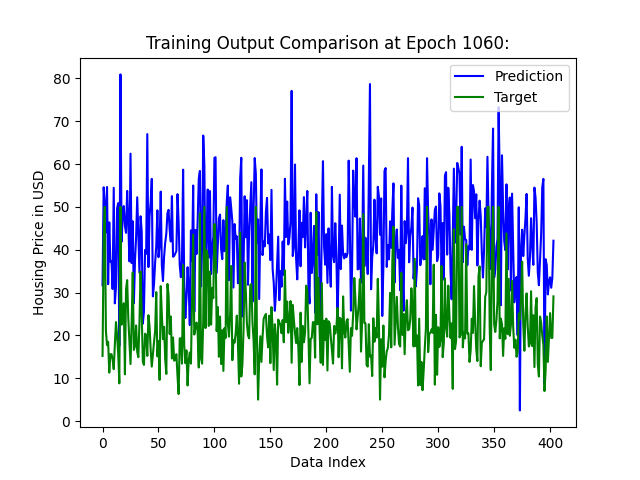 Training Output Comparison at Epoch 1060:
Prediction
Target
80
70
60
50
40
30
20
10
0
Housing Price in USD
0 50 100 150 200 250 300 350 400
Data Index